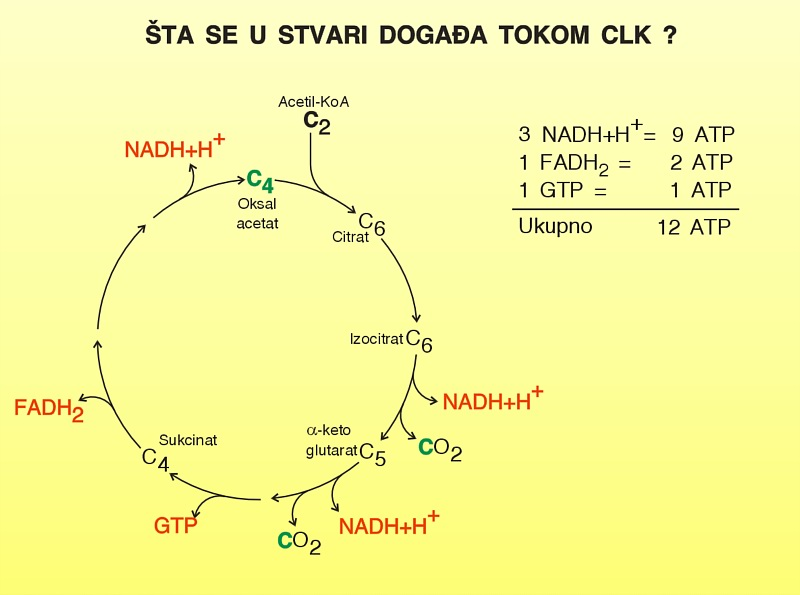 ŠTA SE U STVARI DOGAĐA TOKOM CLK ?
Acetil-KoA
C2
NADH+H+
C4
Oksal
acetat
C6
Citrat
3 NADH+H+= 9 ATP
1 FADH2 = 2 ATP
1 GTP = 1 ATP
Ukupno 12 ATP
Izocitrat C6
NADH+H+
CO2
FADH2
Sukcinat
C4
α-keto
glutarat C5
GTP
CO2
NADH+H+